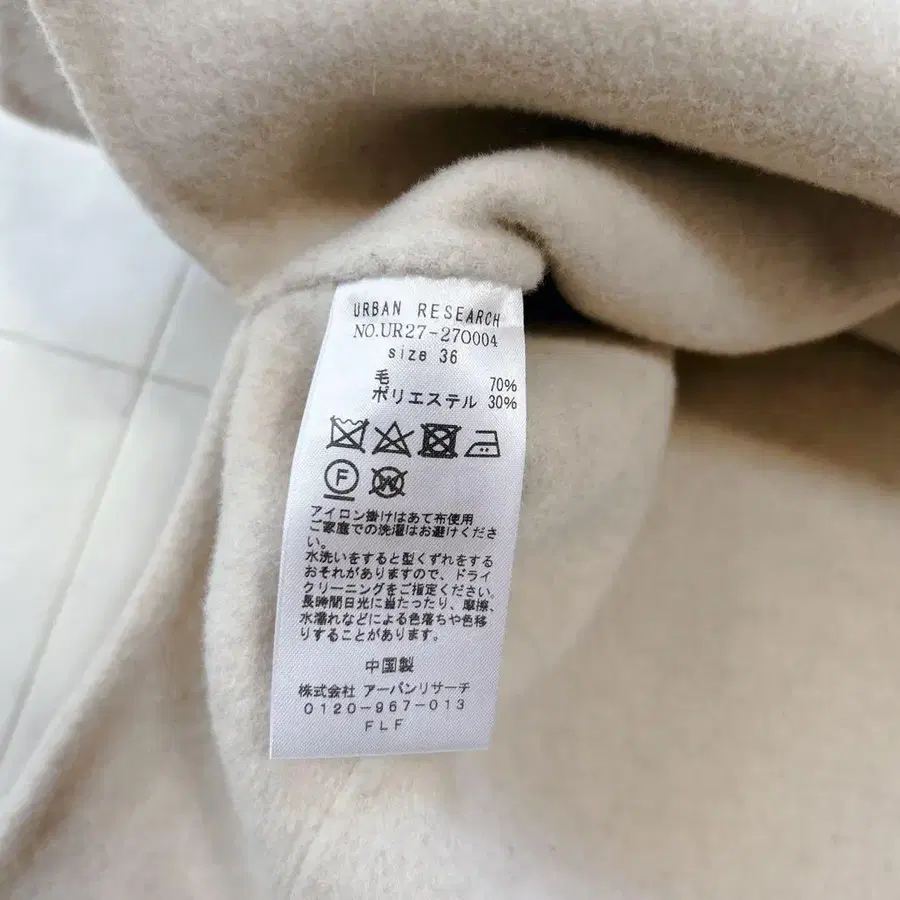 URBAN RESEARCH
NO.UR27-270004
size 36
毛 70%
ポリエステル 30%
F
W
アイロン掛けはあて布使用
ご家庭での洗濯はお避けくださ
い。
水洗いをすると型くずれをする
おそれがありますので、ドライ
クリーニングをご指定ください。
長時間日光に当たったり、摩擦、
水濡れなどによる色落ちや色移
りすることがあります。
中国製
株式会社 アーバンリサーチ
0120-967-013
FLF